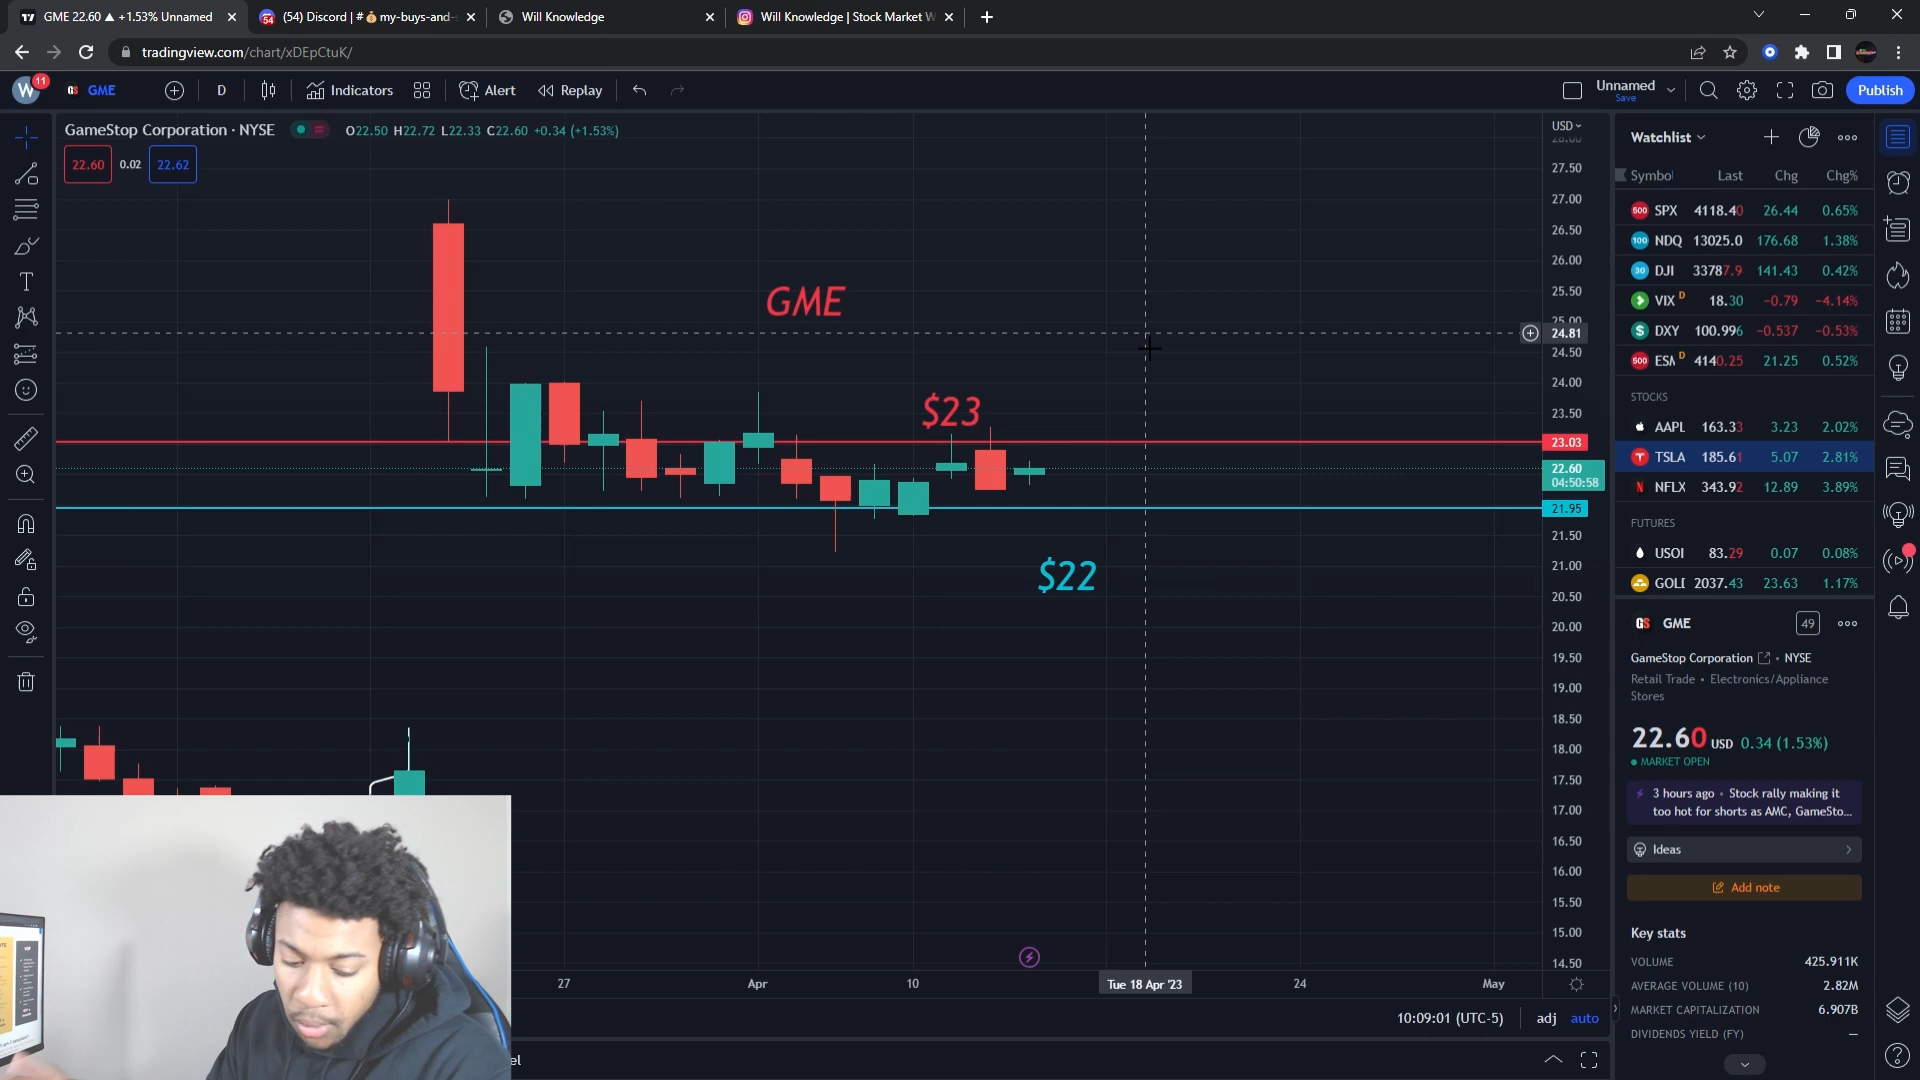 GME 22.60 ▲ +1.53% Unnamed
(54) Discord | # 💰 my-buys-and-s
Will Knowledge
Will Knowledge | Stock Market W
tradingview.com/chart/xDEpCtuK/
W 11
GME
D
Indicators
Alert
Replay
Unnamed
Save
Publish
GameStop Corporation · NYSE
O22.50 H22.72 L22.33 C22.60 +0.34 (+1.53%)
22.60 0.02 22.62
USD
28.00
27.50
27.00
26.50
26.00
25.50
25.00
24.81
24.50
24.00
23.50
23.03
22.60
04:50:58
21.95
21.50
21.00
20.50
20.00
19.50
19.00
18.50
18.00
17.50
17.00
16.50
16.00
15.50
15.00
14.50
GME
$23
$22
27 Apr 10 Tue 18 Apr '23 24 May
10:09:01 (UTC-5) adj auto
Watchlist
Symbol Last Chg Chg%
500 SPX 4118.40 26.44 0.65%
100 NDQ 13025.0 176.68 1.38%
30 DJI 33787.9 141.43 0.42%
VIX D 18.30 −0.79 −4.14%
$ DXY 100.996 −0.537 −0.53%
500 ESM D 4140.25 21.25 0.52%
STOCKS
AAPL 163.33 3.23 2.02%
TSLA 185.61 5.07 2.81%
N NFLX 343.92 12.89 3.89%
FUTURES
USOI 83.29 0.07 0.08%
GOLD 2037.43 23.63 1.17%
GS GME 49
GameStop Corporation • NYSE
Retail Trade • Electronics/Appliance
Stores
22.60 USD 0.34 (1.53%)
MARKET OPEN
3 hours ago • Stock rally making it
too hot for shorts as AMC, GameSto...
Ideas
Add note
Key stats
VOLUME 425.911K
AVERAGE VOLUME (10) 2.82M
MARKET CAPITALIZATION 6.907B
DIVIDENDS YIELD (FY) —